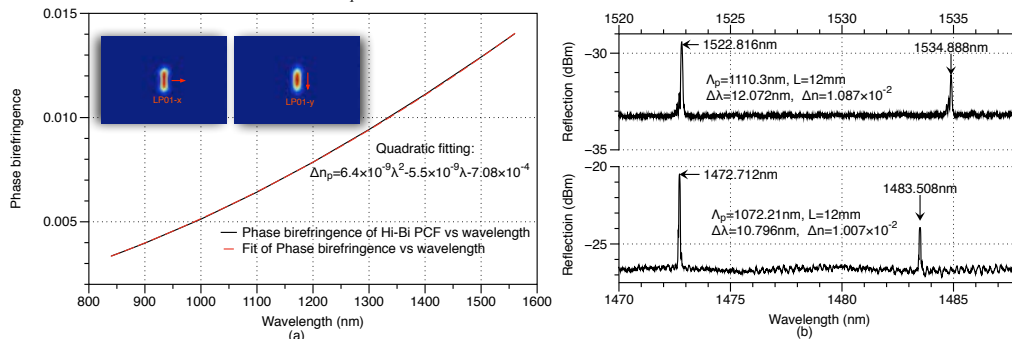 0.015
0.010
0.005
Phase birefringence
LP01-x
LP01-y
Quadratic fitting:
Δnₚ=6.4×10⁻⁹λ²-5.5×10⁻⁹λ-7.08×10⁻⁴
Phase birefringence of Hi-Bi PCF vs wavelength
Fit of Phase birefringence vs wavelength
800 900 1000 1100 1200 1300 1400 1500 1600
Wavelength (nm)
(a)
1520 1525 1530 1535
−30
−35
Reflection (dBm)
1522.816nm
1534.888nm
Λₚ=1110.3nm, L=12mm
Δλ=12.072nm, Δn=1.087×10⁻²
−20
−25
Reflectioin (dBm)
1472.712nm
1483.508nm
Λₚ=1072.21nm, L=12mm
Δλ=10.796nm, Δn=1.007×10⁻²
1470 1475 1480 1485
Wavelength (nm)
(b)